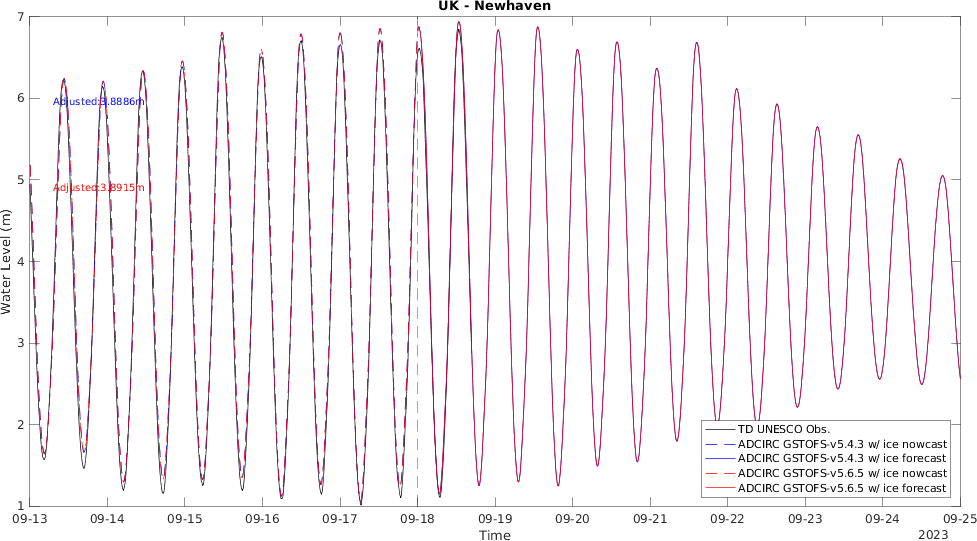 UK - Newhaven
7
6
5
4
3
2
1
Water Level (m)
Adjusted:3.8886m
Adjusted:3.8915m
TD UNESCO Obs.
ADCIRC GSTOFS-v5.4.3 w/ ice nowcast
ADCIRC GSTOFS-v5.4.3 w/ ice forecast
ADCIRC GSTOFS-v5.6.5 w/ ice nowcast
ADCIRC GSTOFS-v5.6.5 w/ ice forecast
09-13 09-14 09-15 09-16 09-17 09-18 09-19 09-20 09-21 09-22 09-23 09-24 09-25
Time
2023